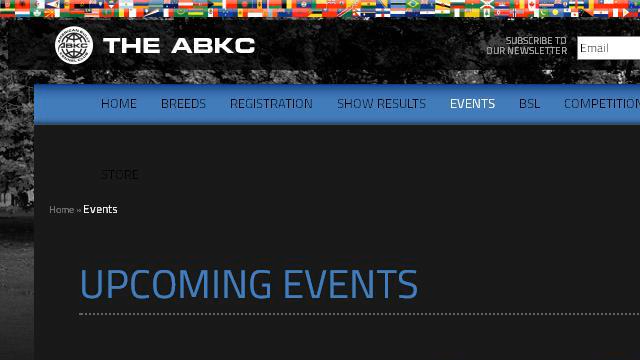 THE ABKC
SUBSCRIBE TO
OUR NEWSLETTER
Email
HOME BREEDS REGISTRATION SHOW RESULTS EVENTS BSL COMPETITION
STORE
Home » Events
UPCOMING EVENTS